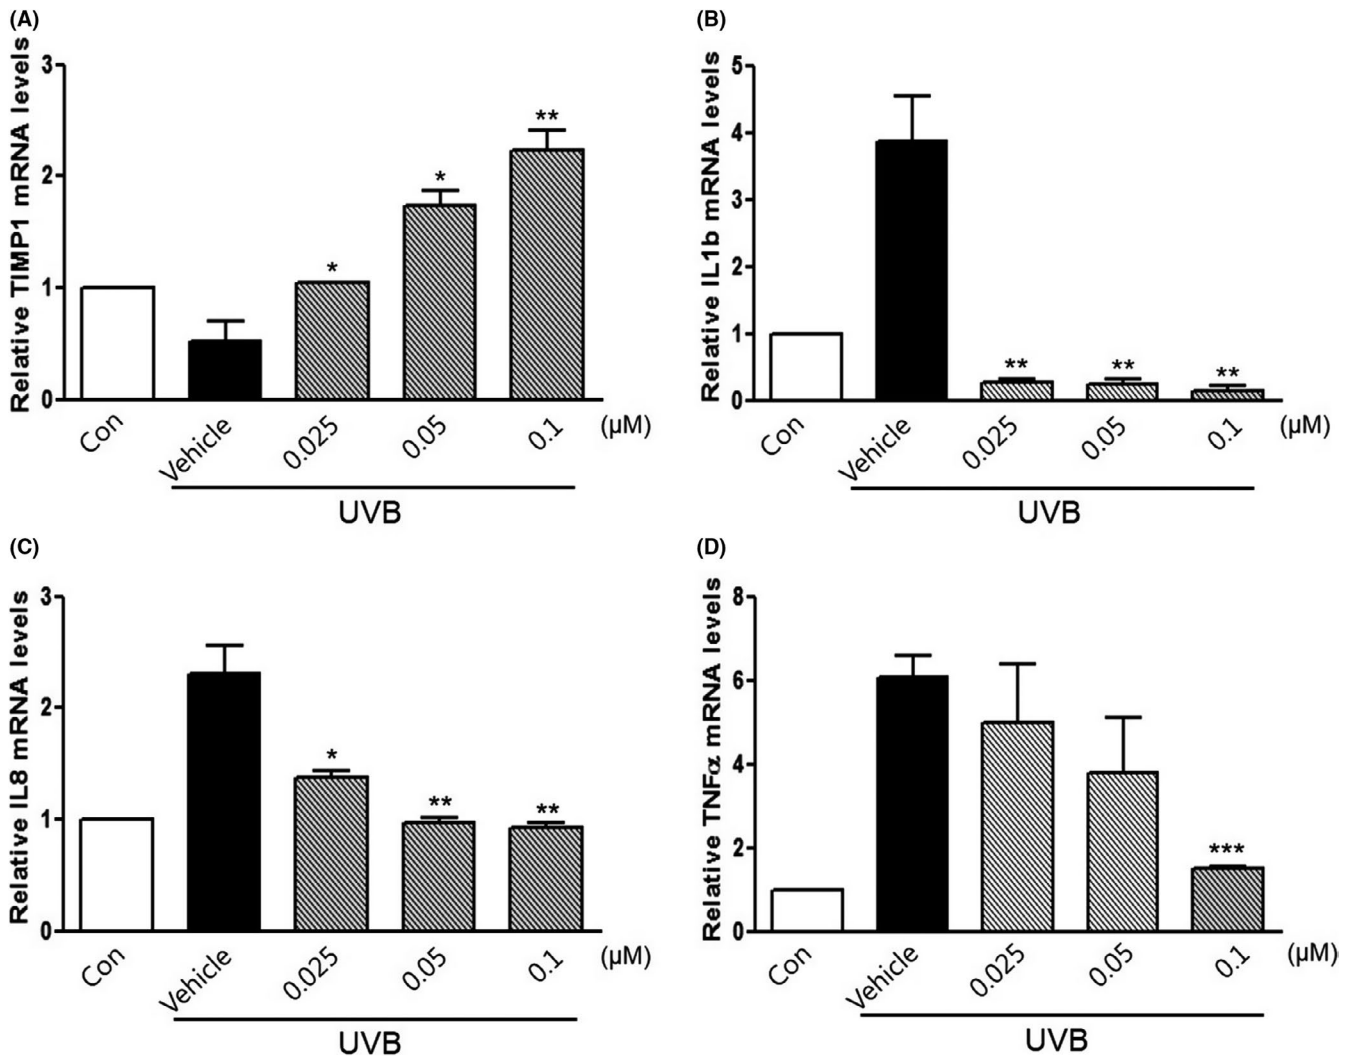 (A)
Relative TIMP1 mRNA levels
3
2
1
0
*
*
**
Con
Vehicle
0.025
0.05
0.1
(µM)
UVB
(B)
Relative IL1b mRNA levels
5
4
3
2
1
0
**
**
**
Con
Vehicle
0.025
0.05
0.1
(µM)
UVB
(C)
Relative IL8 mRNA levels
3
2
1
0
*
**
**
Con
Vehicle
0.025
0.05
0.1
(µM)
UVB
(D)
Relative TNFα mRNA levels
8
6
4
2
0
***
Con
Vehicle
0.025
0.05
0.1
(µM)
UVB